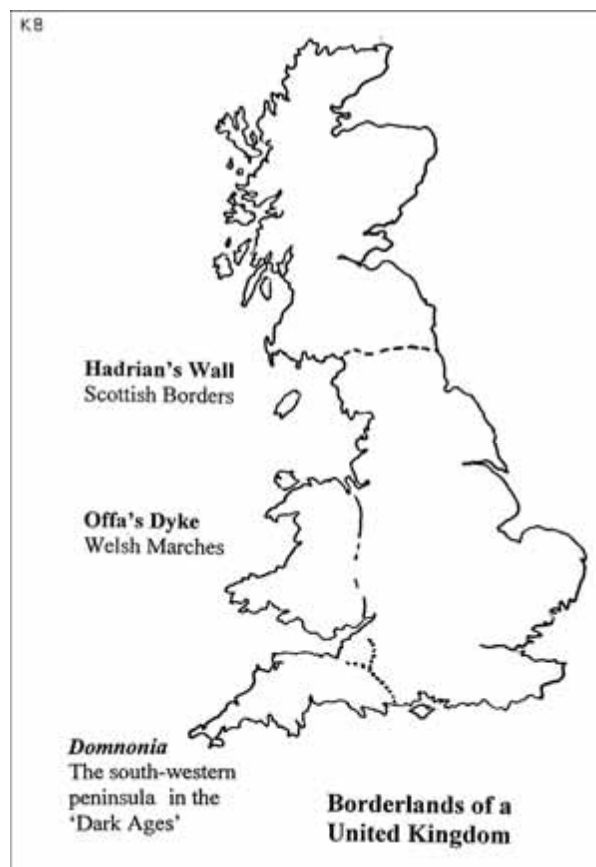 K8
Hadrian's Wall
Scottish Borders
Offa's Dyke
Welsh Marches
Domnonia
The south-western
peninsula in the
'Dark Ages'
Borderlands of a
United Kingdom